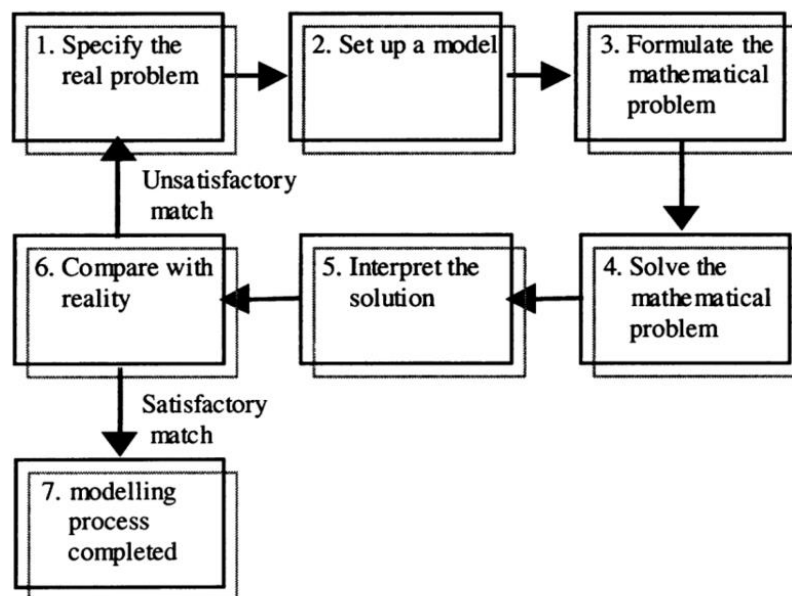 1. Specify the
real problem
2. Set up a model
3. Formulate the
mathematical
problem
Unsatisfactory
match
6. Compare with
reality
5. Interpret the
solution
4. Solve the
mathematical
problem
Satisfactory
match
7. modelling
process
completed